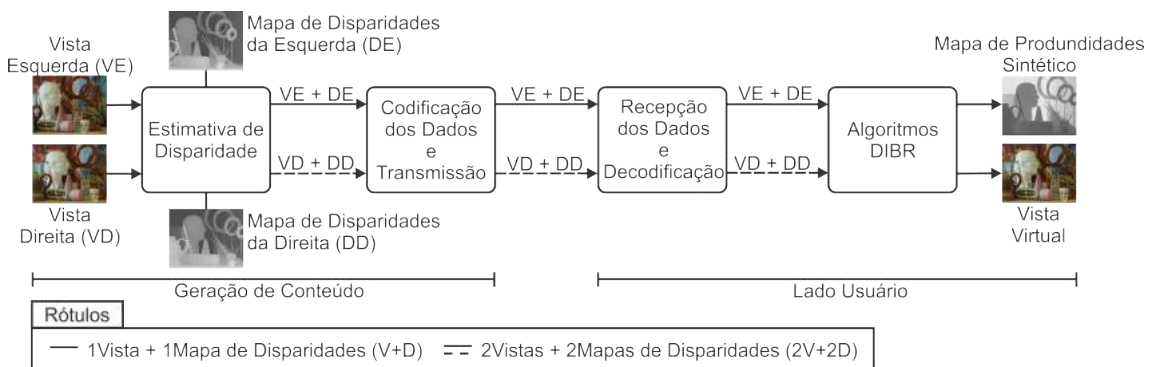 Vista
Esquerda (VE)
Mapa de Disparidades
da Esquerda (DE)
Estimativa de
Disparidade
VE + DE
VD + DD
Codificação
dos Dados
e
Transmissão
VE + DE
VD + DD
Recepção
dos Dados
e
Decodificação
VE + DE
VD + DD
Algoritmos
DIBR
Mapa de Produndidades
Sintético
Vista
Direita (VD)
Mapa de Disparidades
da Direita (DD)
Vista
Virtual
Geração de Conteúdo
Lado Usuário
Rótulos
1Vista + 1Mapa de Disparidades (V+D)
2Vistas + 2Mapas de Disparidades (2V+2D)